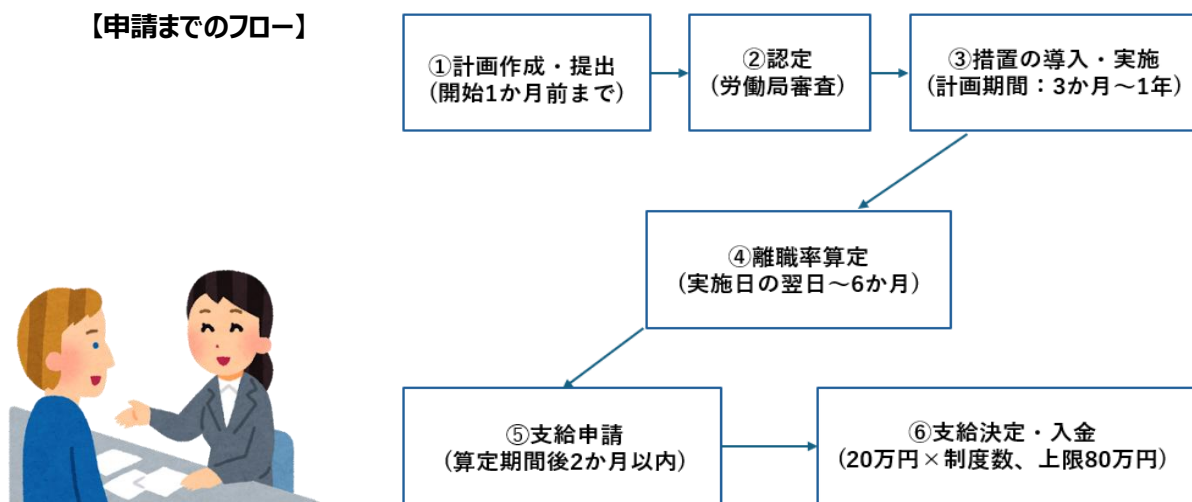 【申請までのフロー】
①計画作成・提出
(開始1か月前まで)
②認定
(労働局審査)
③措置の導入・実施
(計画期間：3か月～1年)
④離職率算定
(実施日の翌日～6か月)
⑤支給申請
(算定期間後2か月以内)
⑥支給決定・入金
(20万円×制度数、上限80万円)